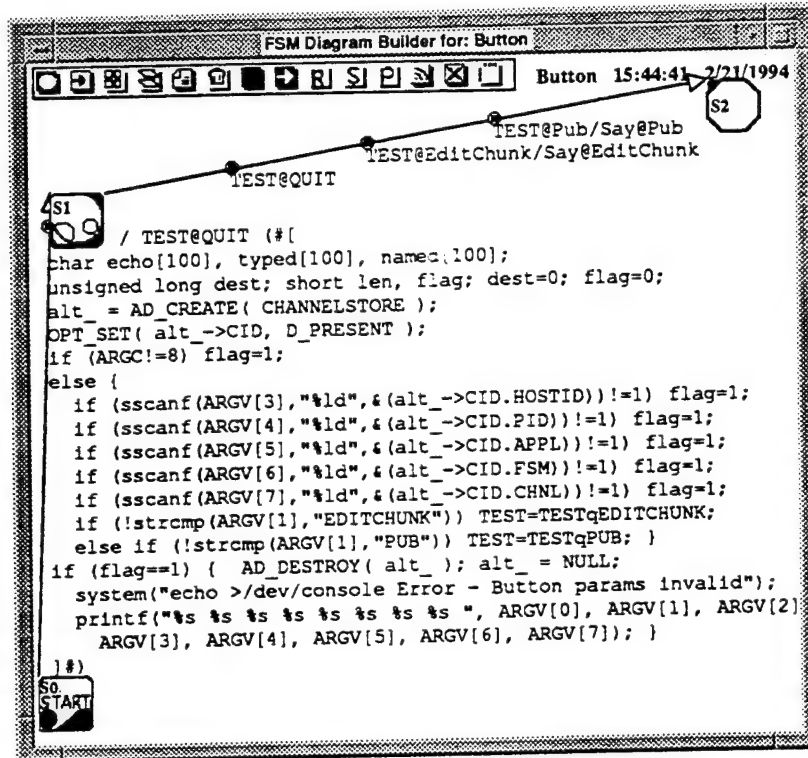 FSM Diagram Builder for: Button
R S P Button 15:44:41 2/21/1994
S2
TEST@Pub/Say@Pub
TEST@EditChunk/Say@EditChunk
TEST@QUIT
S1
/ TEST@QUIT (#[
char echo[100], typed[100], named[100];
unsigned long dest; short len, flag; dest=0; flag=0;
alt_ = AD_CREATE( CHANNELSTORE );
OPT_SET( alt_->CID, D_PRESENT );
if (ARGC!=8) flag=1;
else {
if (sscanf(ARGV[3],"%ld",&(alt_->CID.HOSTID))!=1) flag=1;
if (sscanf(ARGV[4],"%ld",&(alt_->CID.PID))!=1) flag=1;
if (sscanf(ARGV[5],"%ld",&(alt_->CID.APPL))!=1) flag=1;
if (sscanf(ARGV[6],"%ld",&(alt_->CID.FSM))!=1) flag=1;
if (sscanf(ARGV[7],"%ld",&(alt_->CID.CHNL))!=1) flag=1;
if (!strcmp(ARGV[1],"EDITCHUNK")) TEST=TESTqEDITCHUNK;
else if (!strcmp(ARGV[1],"PUB")) TEST=TESTqPUB; }
if (flag==1) { AD_DESTROY( alt_ ); alt_ = NULL;
system("echo >/dev/console Error - Button params invalid");
printf("%s %s %s %s %s %s %s %s ", ARGV[0], ARGV[1], ARGV[2]
ARGV[3], ARGV[4], ARGV[5], ARGV[6], ARGV[7]); }
]#)
S0.
START